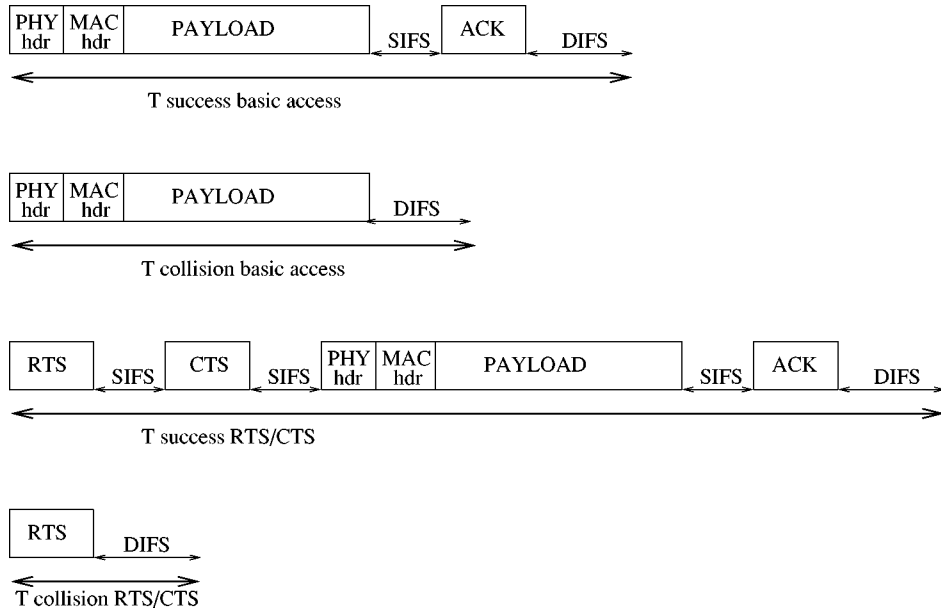 PHY hdr MAC hdr PAYLOAD SIFS ACK DIFS
T success basic access
PHY hdr MAC hdr PAYLOAD DIFS
T collision basic access
RTS SIFS CTS SIFS PHY hdr MAC hdr PAYLOAD SIFS ACK DIFS
T success RTS/CTS
RTS DIFS
T collision RTS/CTS